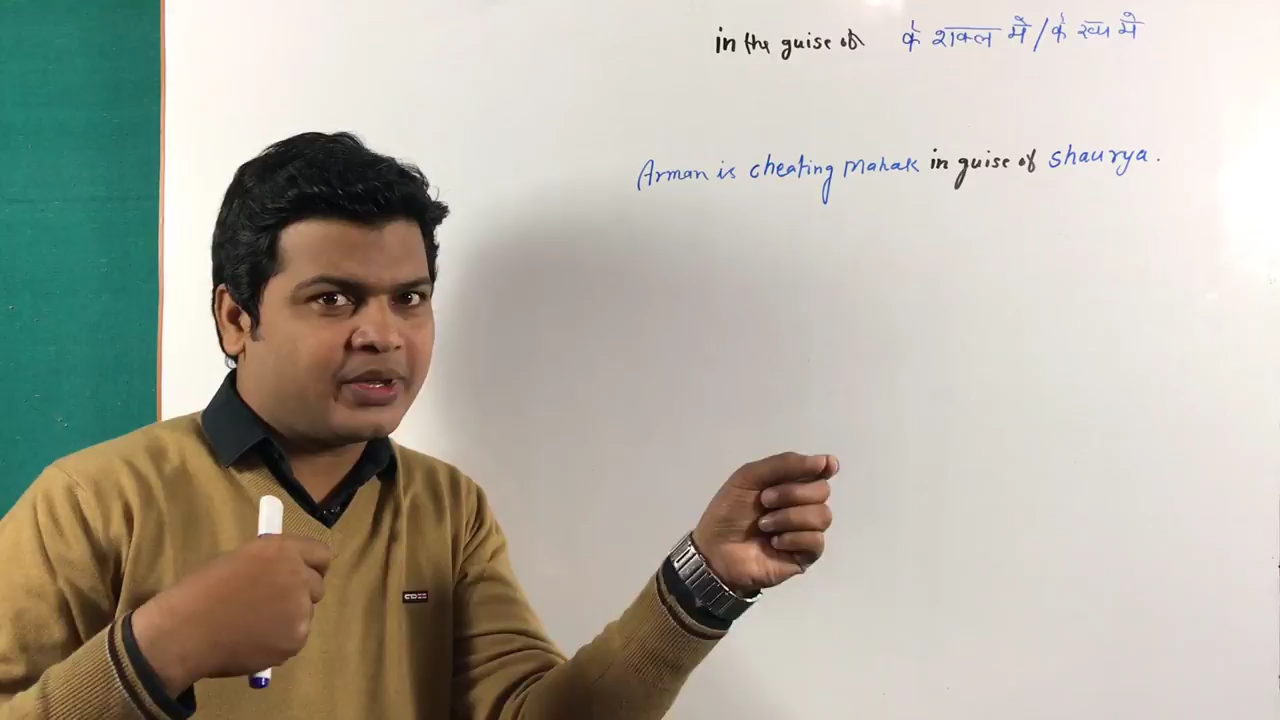 in the guise of के शक्ल में / के रूप में
Arman is cheating Mahak in guise of shaurya.